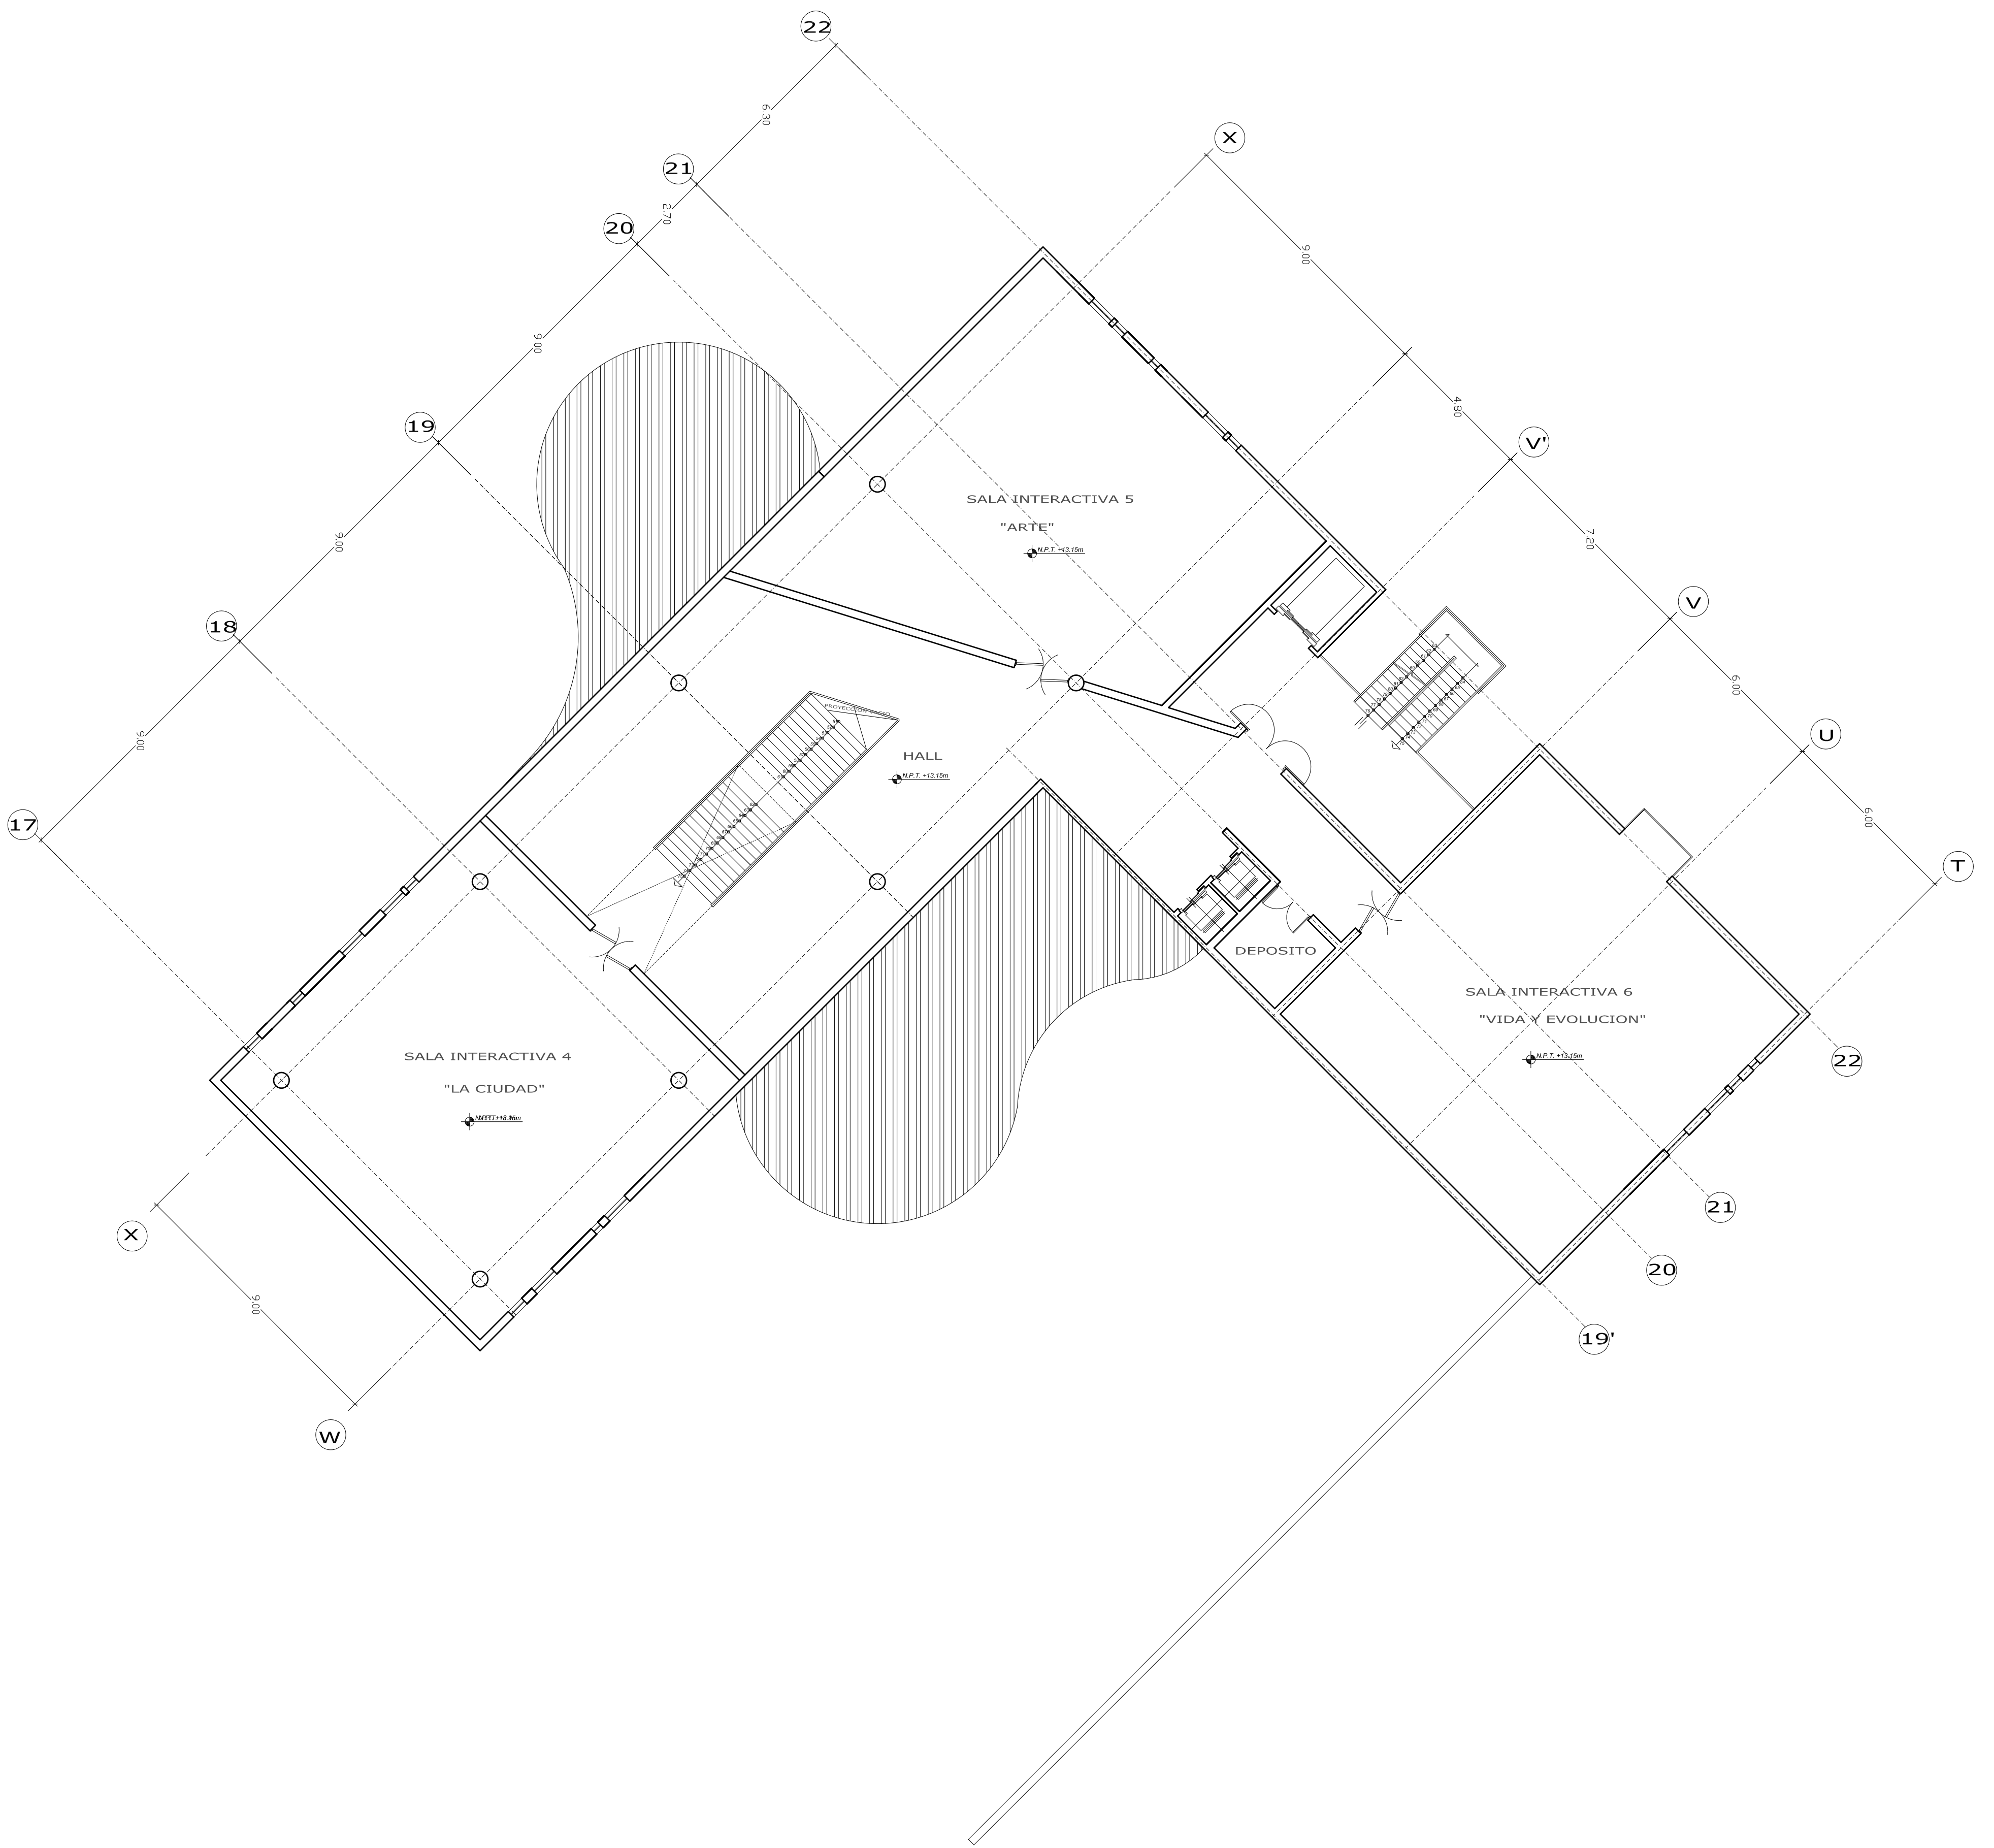 22
X
6.30
21
2.70
20
9.00
9.00
19
4.80
V'
SALA INTERACTIVA 5
"ARTE"
N.P.T. +13.15m
7.20
9.00
18
V
6.00
PROYECCION VACIO
U
HALL
N.P.T. +13.15m
9.00
17
6.00
T
DEPOSITO
SALA INTERACTIVA 6
"VIDA Y EVOLUCION"
N.P.T. +13.15m
22
SALA INTERACTIVA 4
"LA CIUDAD"
21
X
20
9.00
19'
W